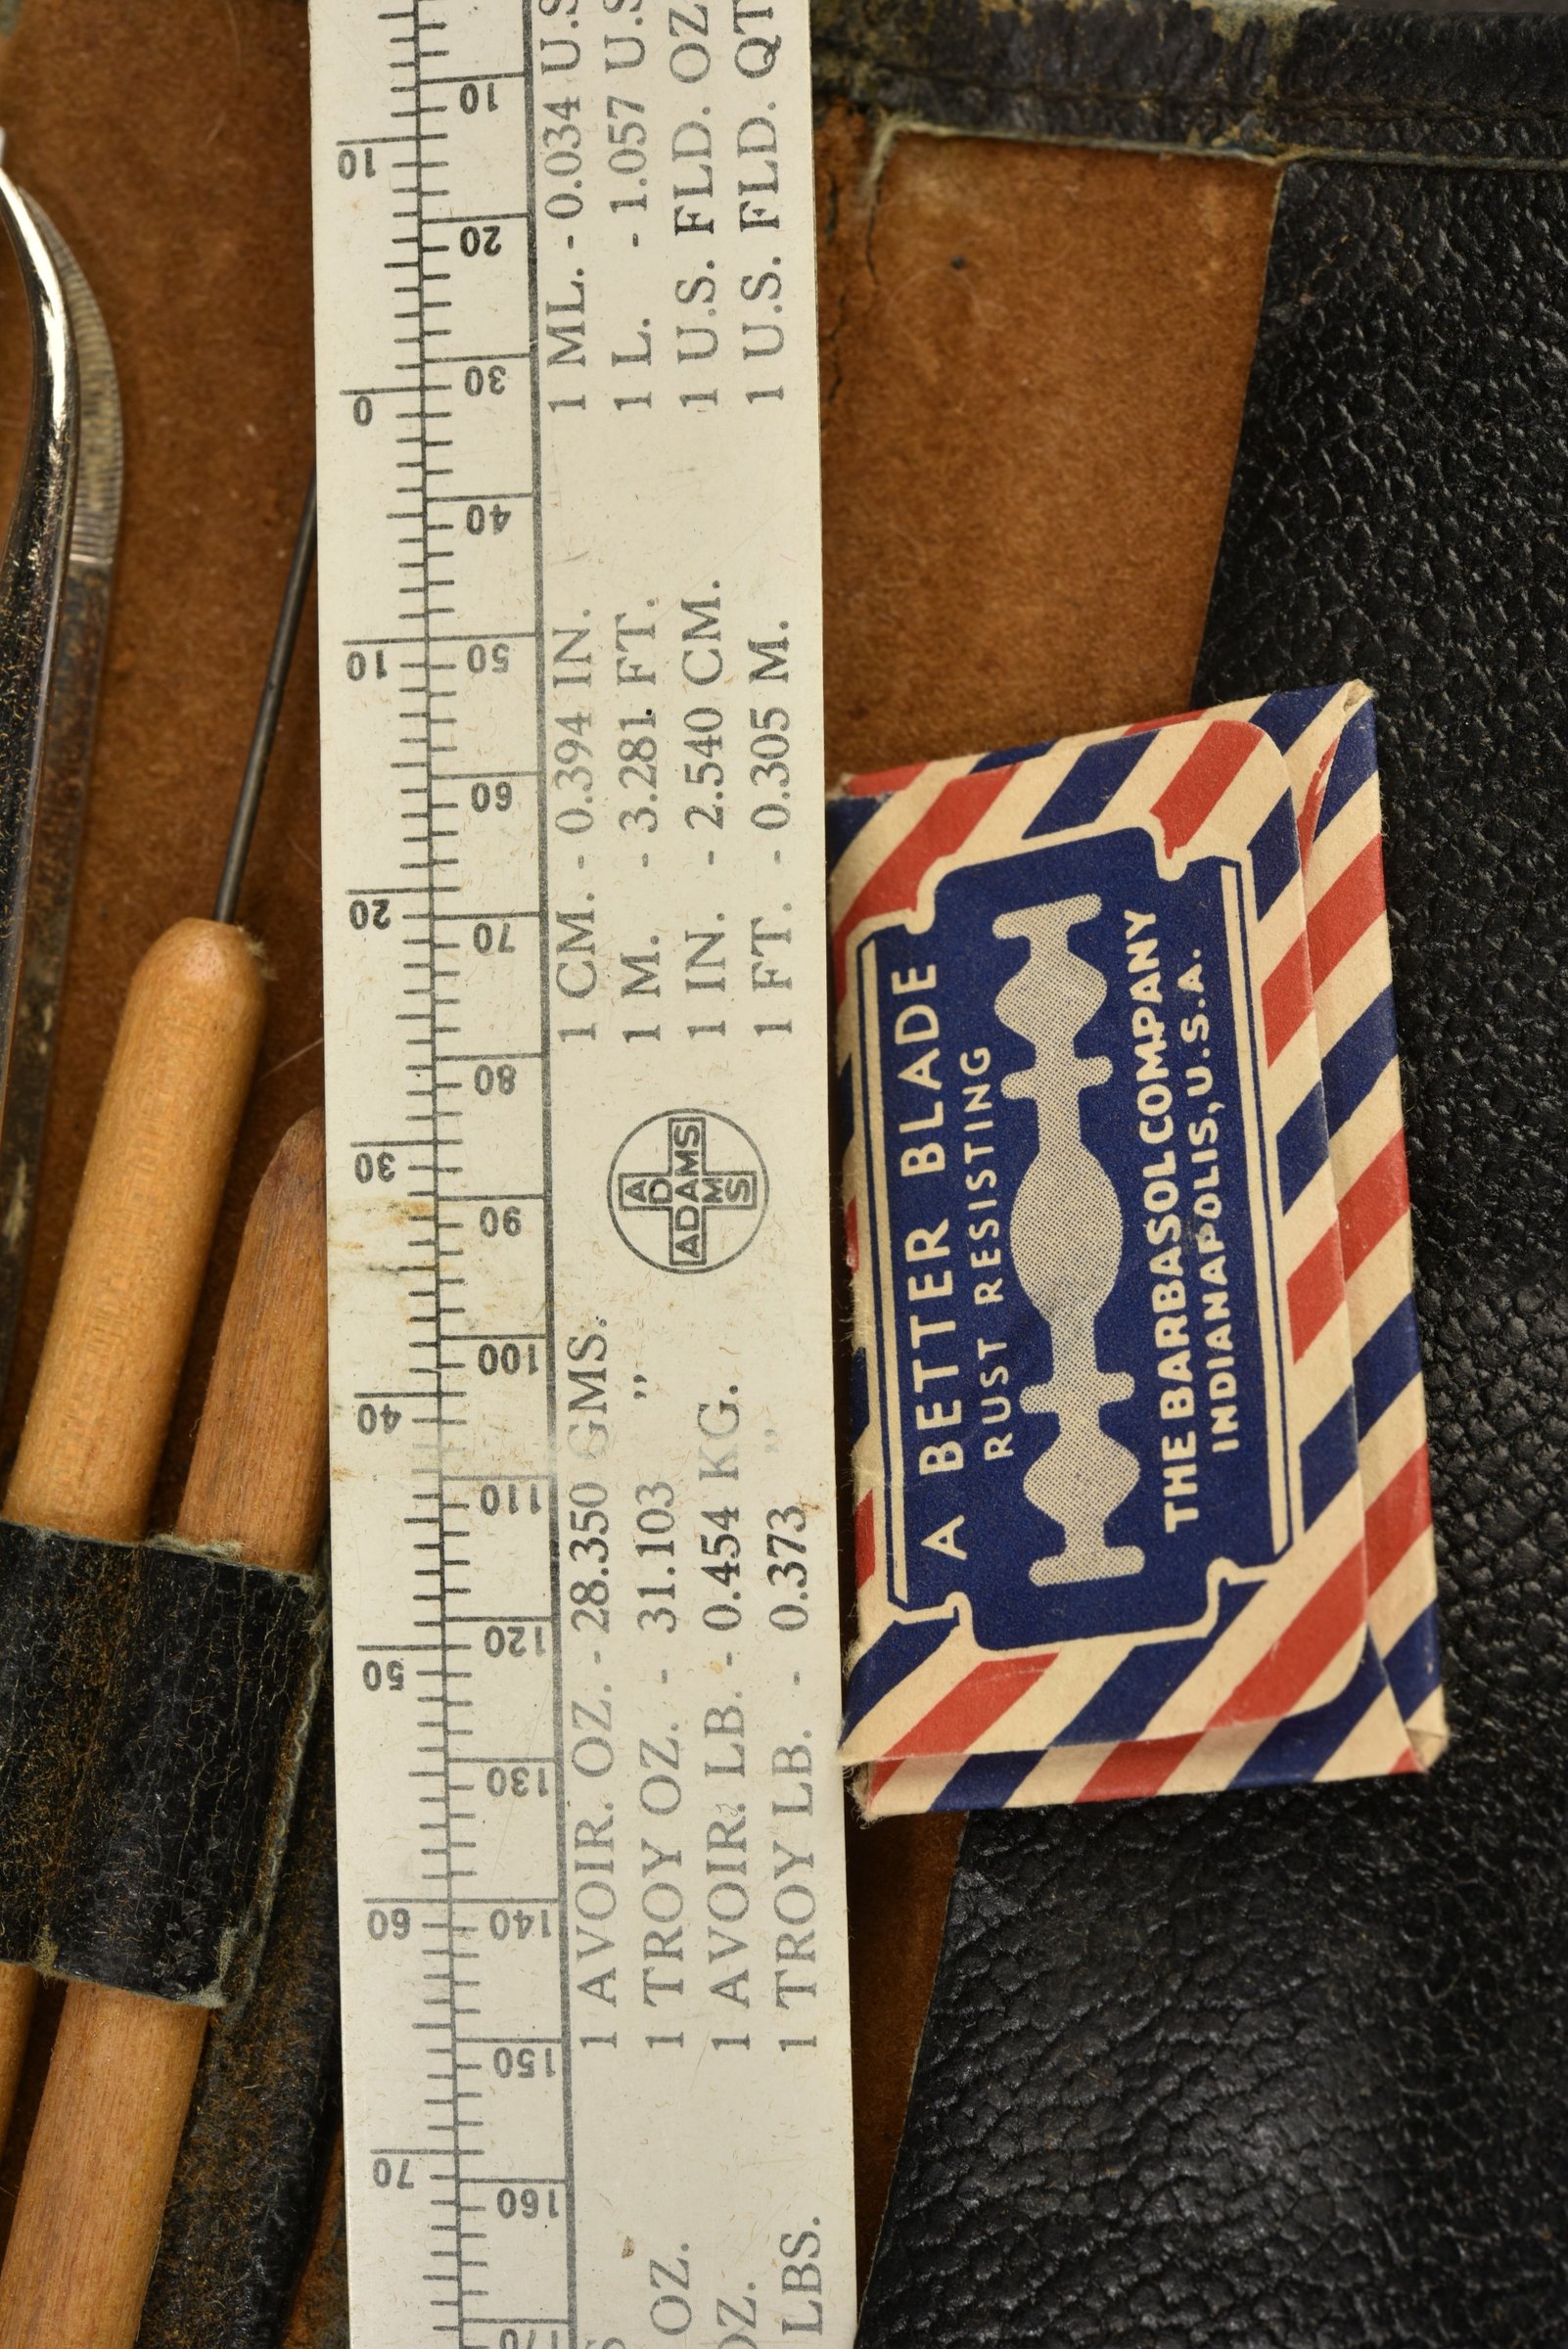 10
0
10
20
30
40
50
60
70
10
20
30
40
50
60
70
80
90
100
110
120
130
140
150
160
170
1 ML. - 0.034 U.S
1 L. - 1.057 U.S
1 U.S. FLD. OZ
1 U.S. FLD. QT
1 CM. - 0.394 IN.
1 M. - 3.281 FT.
1 IN. - 2.540 CM.
1 FT. - 0.305 M.
ADAMS
ADAMS
1 AVOIR. OZ. - 28.350 GMS.
1 TROY OZ. - 31.103 ”
1 AVOIR. LB. - 0.454 KG.
1 TROY LB. - 0.373 ”
OZ.
OZ.
LBS.
A BETTER BLADE
RUST RESISTING
THE BARBASOL COMPANY
INDIANAPOLIS, U.S.A.